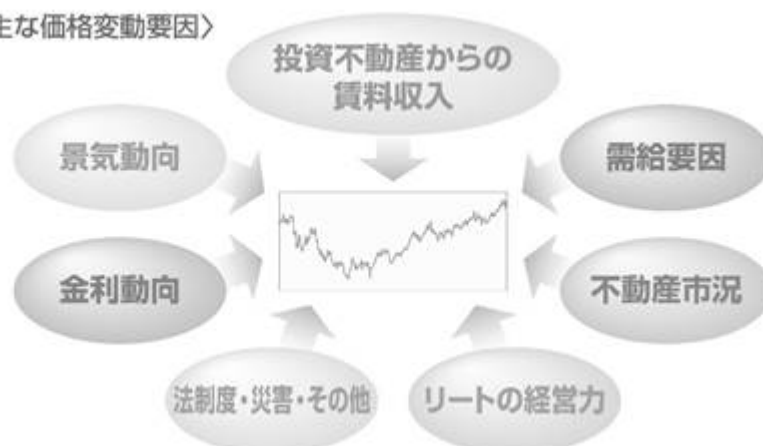 主な価格変動要因〉
投資不動産からの
賃料収入
景気動向
需給要因
金利動向
不動産市況
法制度・災害・その他
リートの経営力